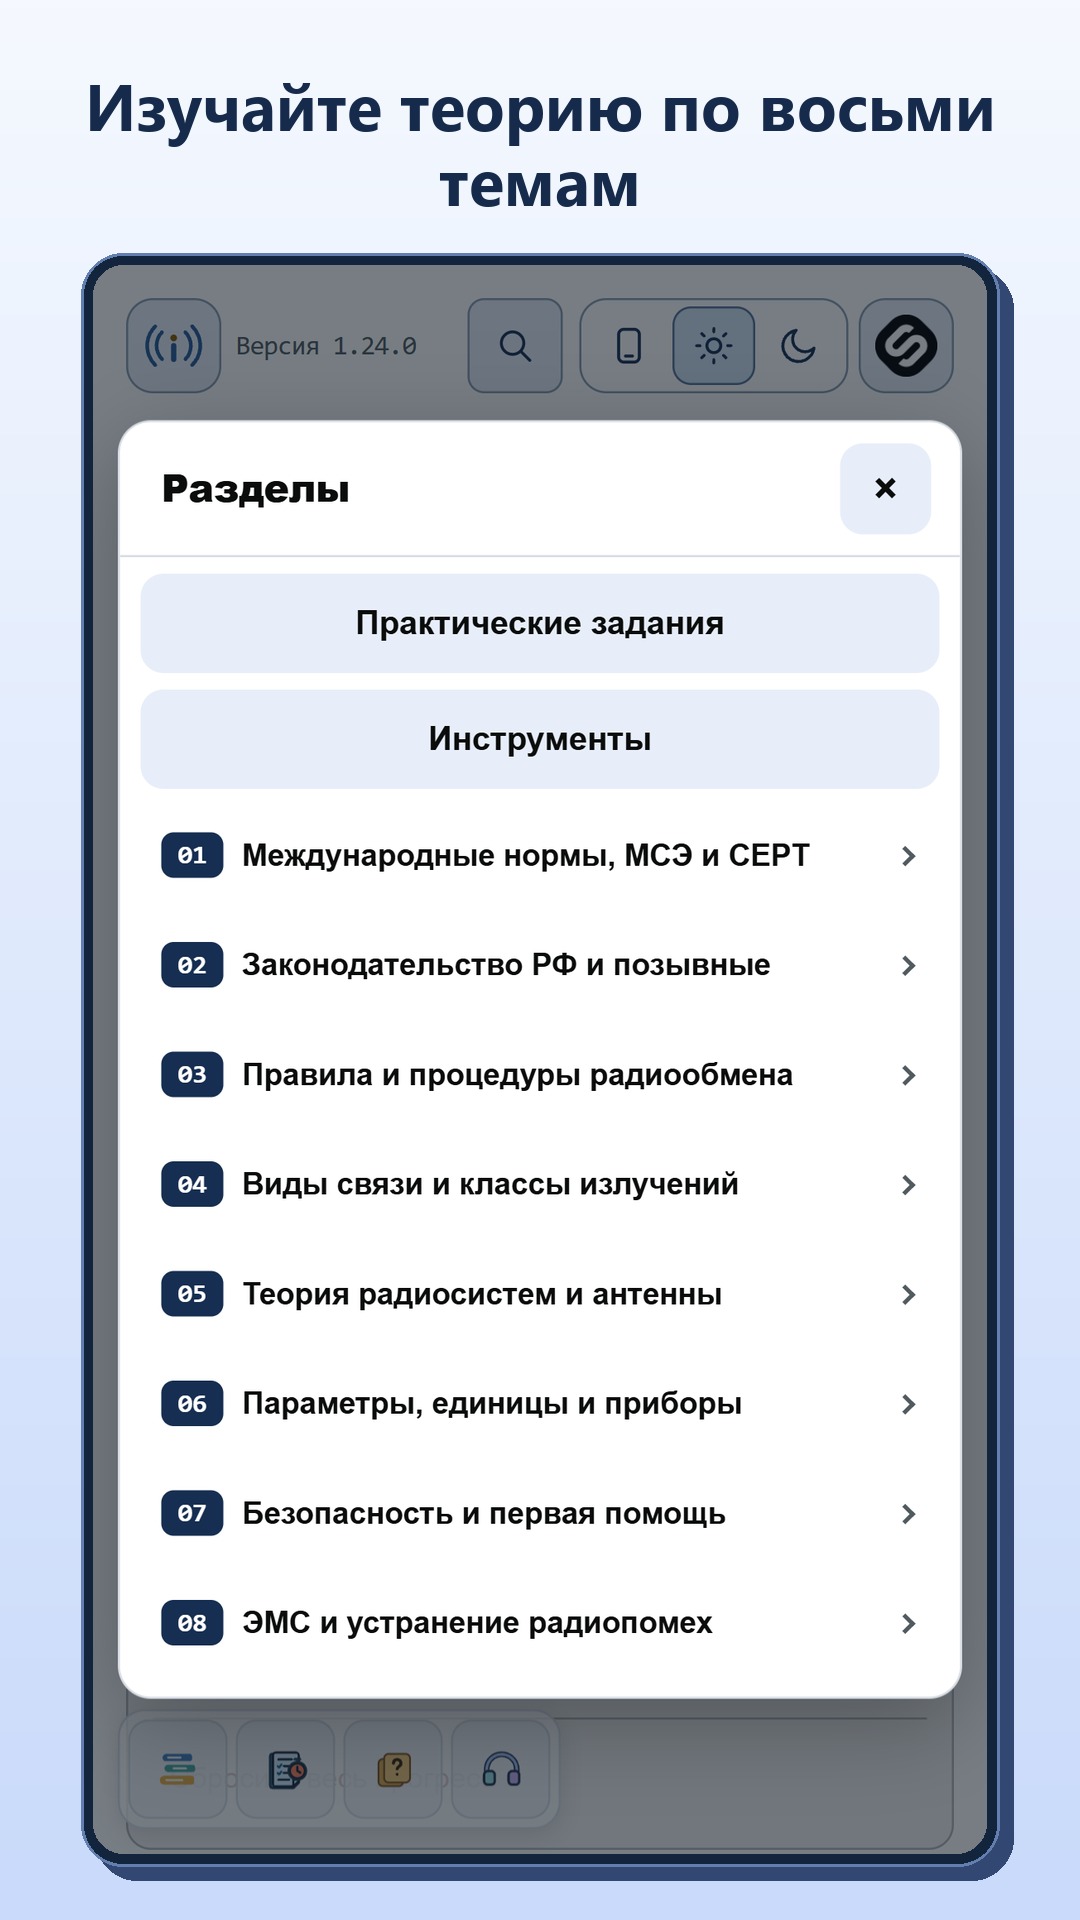 Изучайте теорию по восьми
темам
Версия 1.24.0
Разделы
×
Практические задания
Инструменты
01 Международные нормы, МСЭ и CEPT
02 Законодательство РФ и позывные
03 Правила и процедуры радиообмена
04 Виды связи и классы излучений
05 Теория радиосистем и антенны
06 Параметры, единицы и приборы
07 Безопасность и первая помощь
08 ЭМС и устранение радиопомех